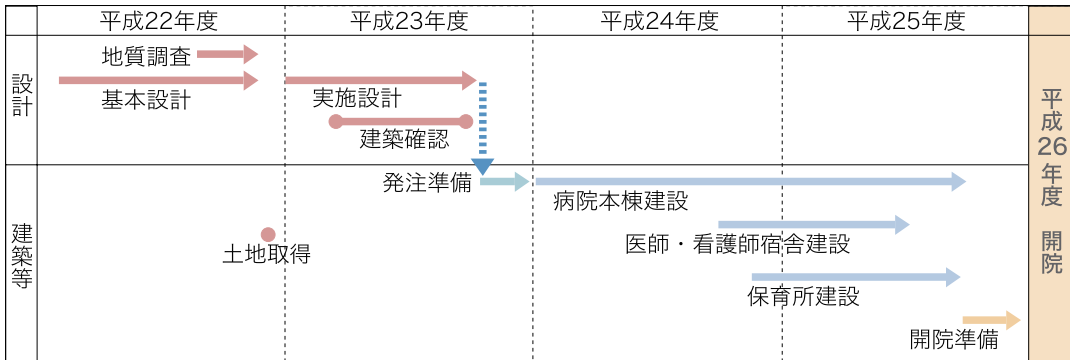 平成22年度
平成23年度
平成24年度
平成25年度
設計
地質調査
基本設計
実施設計
建築確認
建築等
発注準備
病院本棟建設
土地取得
医師・看護師宿舎建設
保育所建設
開院準備
平成26年度 開院